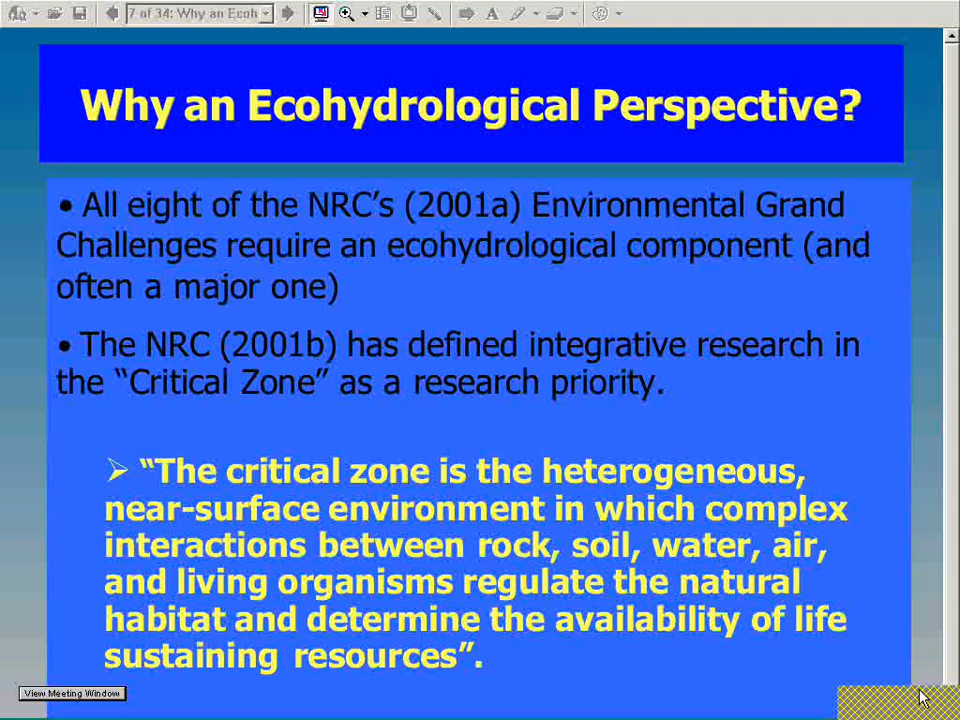 7 of 34: Why an Ecoh
Why an Ecohydrological Perspective?
• All eight of the NRC’s (2001a) Environmental Grand
Challenges require an ecohydrological component (and
often a major one)
• The NRC (2001b) has defined integrative research in
the “Critical Zone” as a research priority.
➢ “The critical zone is the heterogeneous,
near-surface environment in which complex
interactions between rock, soil, water, air,
and living organisms regulate the natural
habitat and determine the availability of life
sustaining resources”.
View Meeting Window